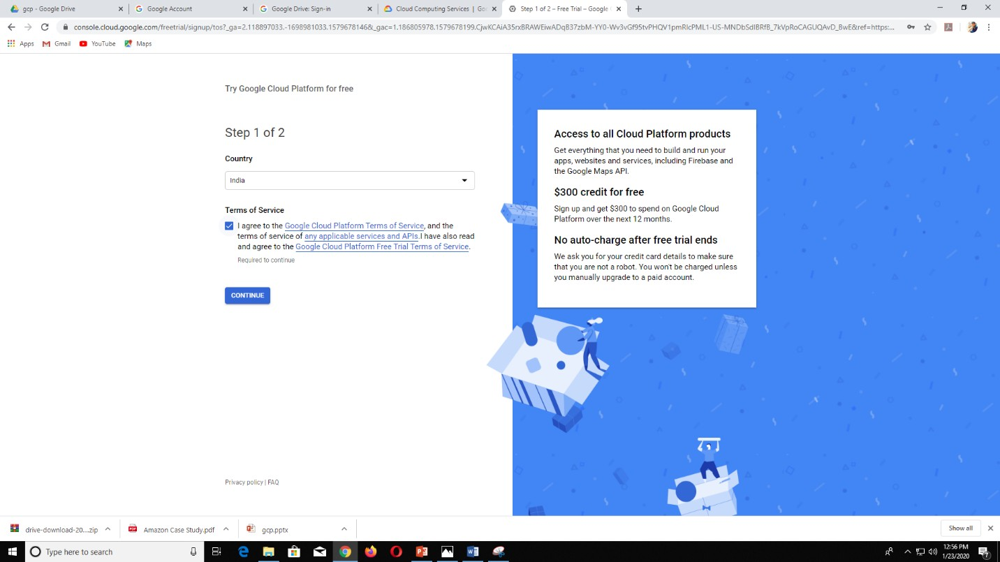 gcp - Google Drive
Google Account
Google Drive: Sign-in
Cloud Computing Services | Go
Step 1 of 2 – Free Trial – Google
console.cloud.google.com/freetrial/signup/tos?_ga=2.118897033.-1698981033.1579678146&_gac=1.186805978.1579678199.CjwKCAiA35rxBRAWEiwADqB37zbM-YY0-Wv3vGf95tvPHQV1pmRIcPML1-US-MNDbSdIBRfB_7kVpRoCAGUQAvD_BwE&ref=https:...
Apps
Gmail
YouTube
Maps
Try Google Cloud Platform for free
Step 1 of 2
Country
India
Terms of Service
I agree to the Google Cloud Platform Terms of Service, and the
terms of service of any applicable services and APIs.I have also read
and agree to the Google Cloud Platform Free Trial Terms of Service.
Required to continue
CONTINUE
Privacy policy | FAQ
Access to all Cloud Platform products
Get everything that you need to build and run your
apps, websites and services, including Firebase and
the Google Maps API.
$300 credit for free
Sign up and get $300 to spend on Google Cloud
Platform over the next 12 months.
No auto-charge after free trial ends
We ask you for your credit card details to make sure
that you are not a robot. You won't be charged unless
you manually upgrade to a paid account.
drive-download-20....zip
Amazon Case Study.pdf
gcp.pptx
Show all
Type here to search
12:56 PM
1/23/2020
7